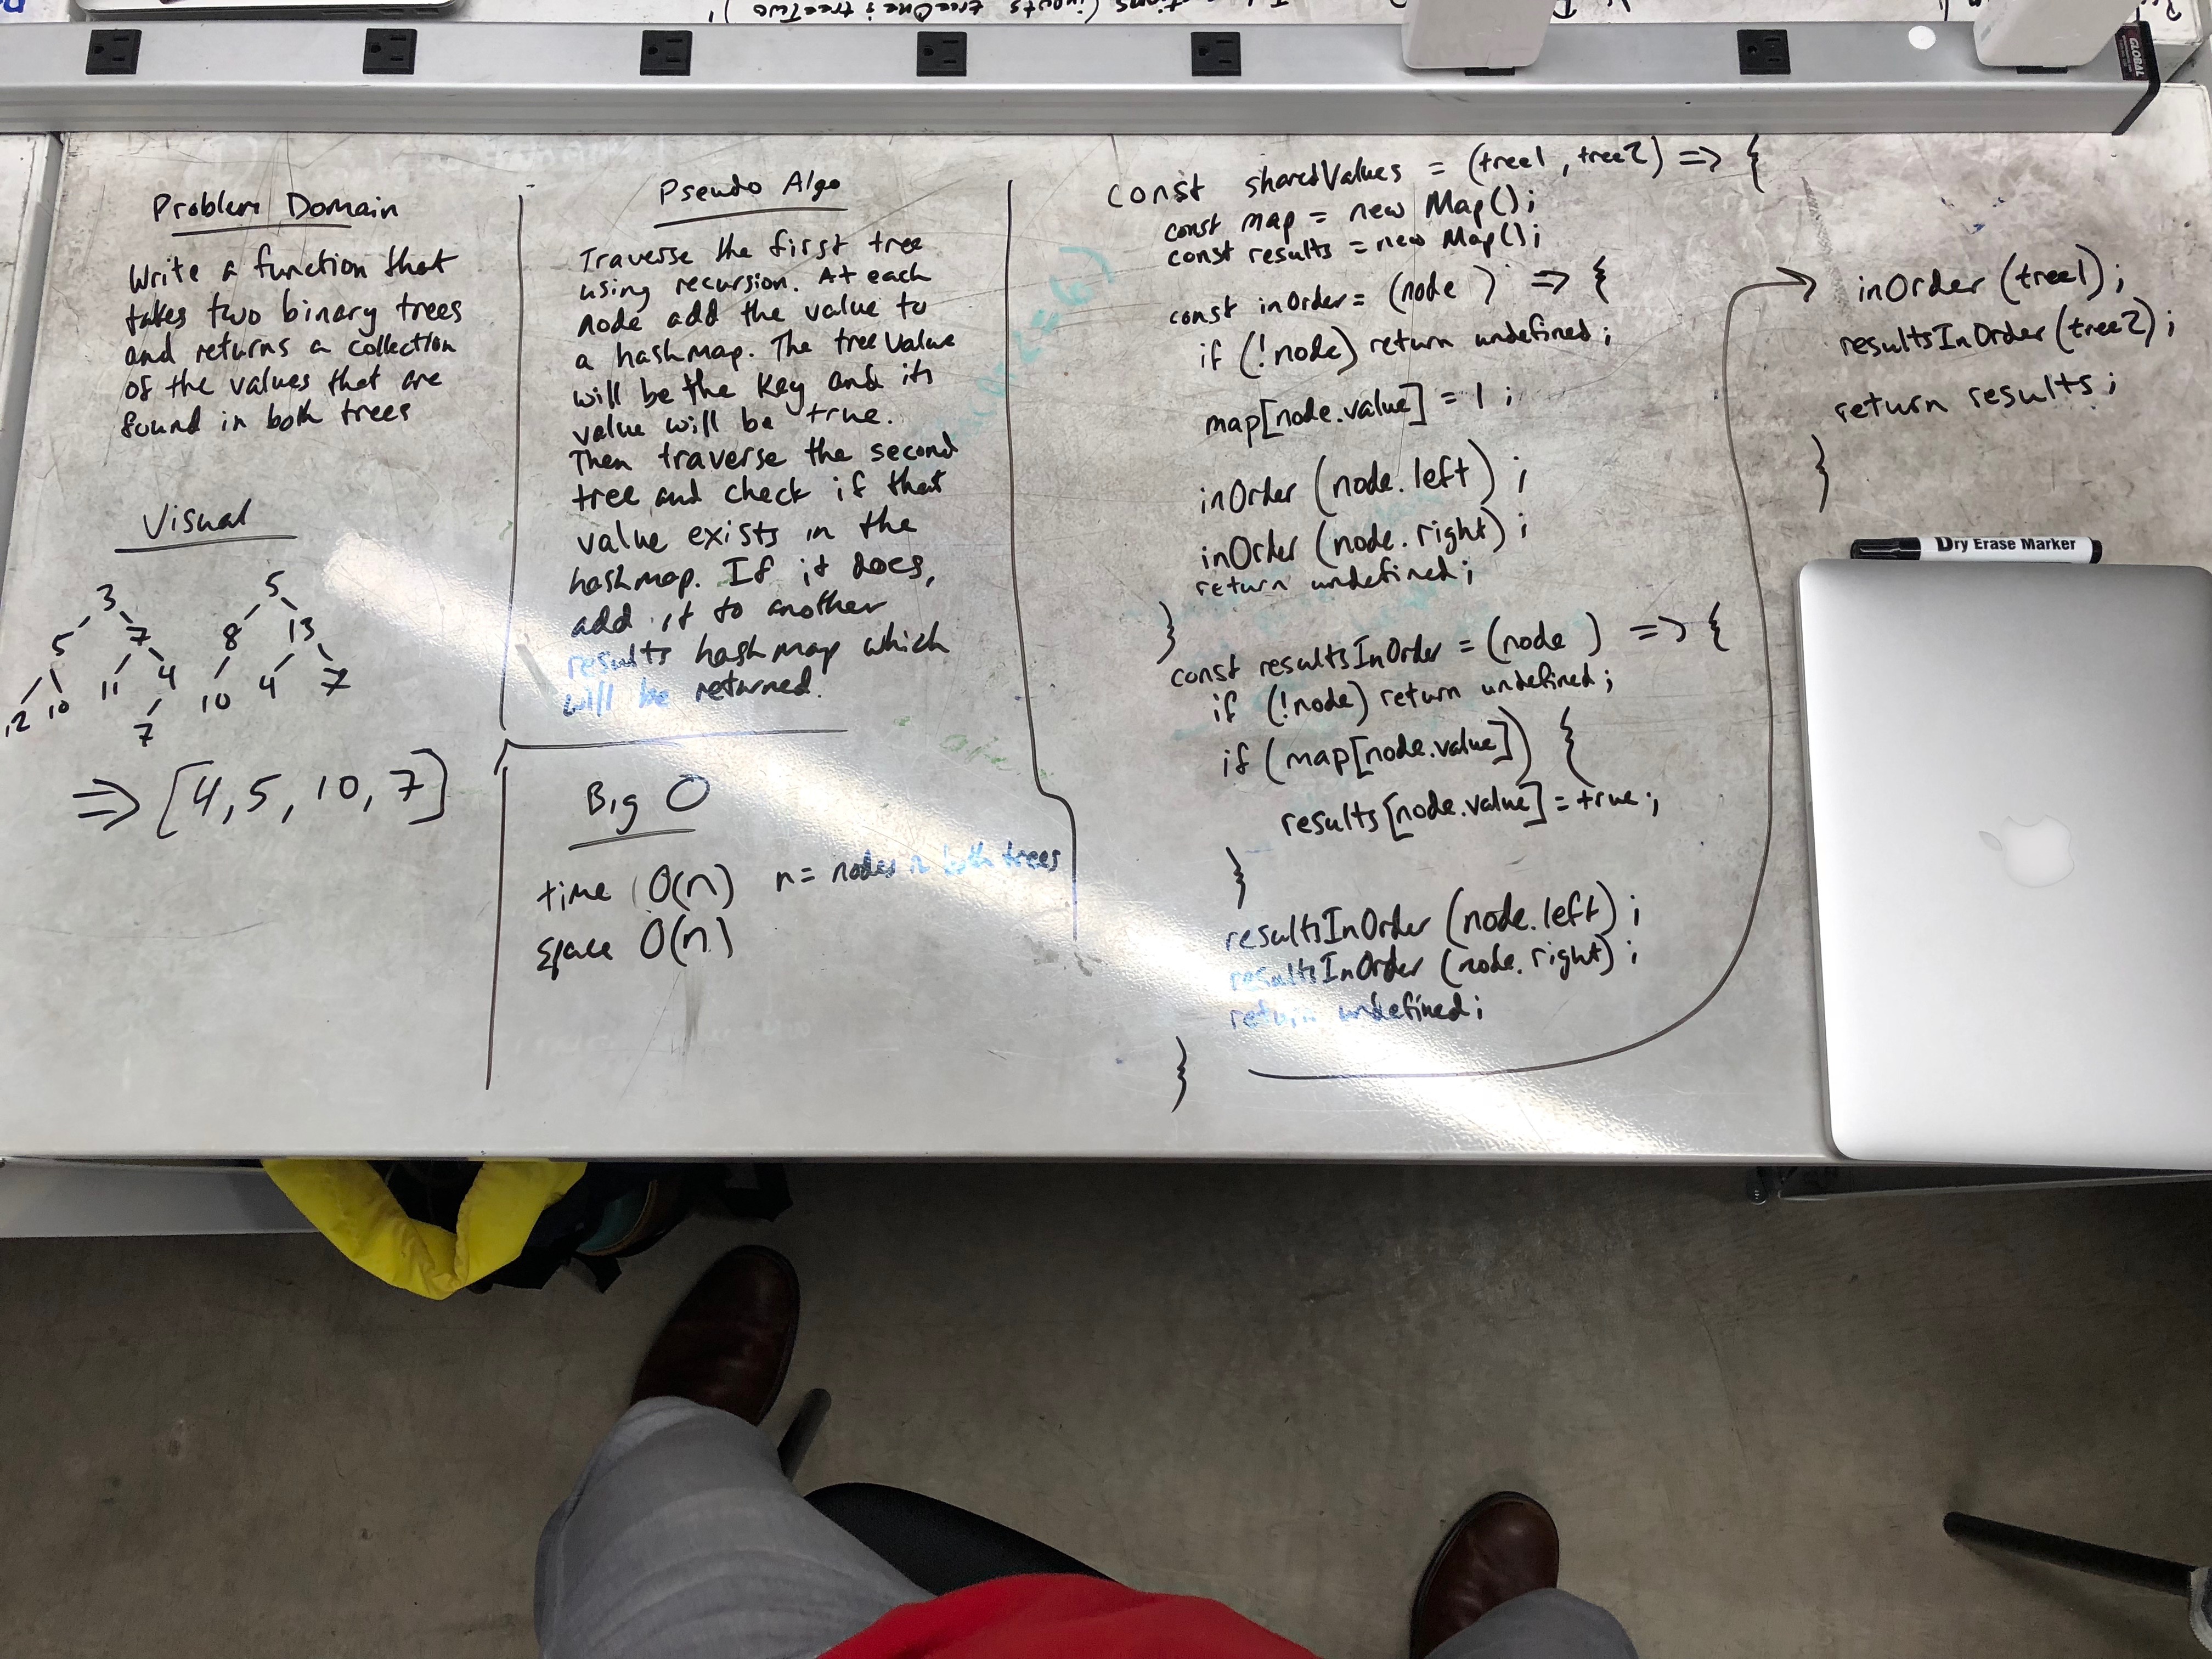 GLOBAL
Problem Domain
Write a function that
takes two binary trees
and returns a collection
of the values that are
found in both trees
Visual
3
5 7
12 10 11 4
7
5
8 13
10 4 7
=> [4, 5, 10, 7]
Pseudo Algo
Traverse the first tree
using recursion. At each
node add the value to
a hashmap. The tree value
will be the key and its
value will be true.
Then traverse the second
tree and check if that
value exists in the
hashmap. If it does,
add it to another
results hashmap which
will be returned.
Big O
time O(n) n= nodes in both trees
space O(n)
const sharedValues = (tree1, tree2) => {
const map = new Map();
const results = new Map();
const inOrder = (node) => {
if (!node) return undefined;
map[node.value] = 1;
inOrder (node.left);
inOrder (node.right);
return undefined;
}
const resultsInOrder = (node) => {
if (!node) return undefined;
if (map[node.value]) {
results[node.value] = true;
}
resultsInOrder (node.left);
resultsInOrder (node.right);
return undefined;
}
inOrder (tree1);
resultsInOrder (tree2);
return results;
}
Dry Erase Marker